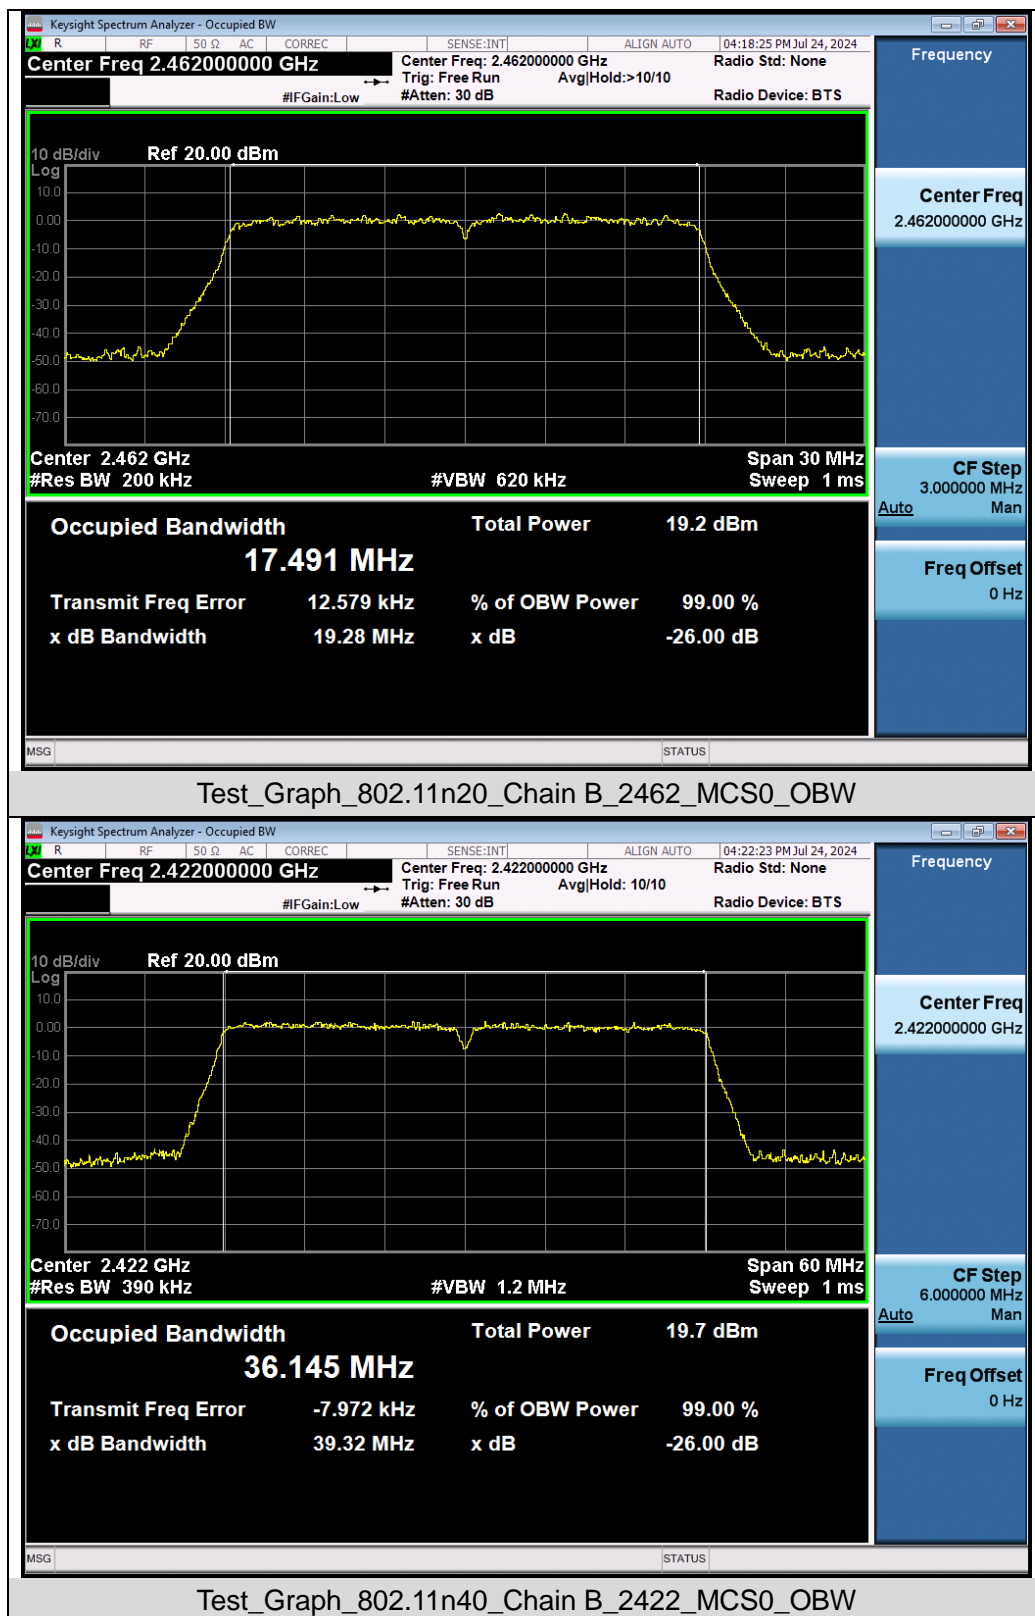 Keysight Spectrum Analyzer - Occupied BW
LXI R RF 50 Ω AC CORREC SENSE:INT ALIGN AUTO 04:18:25 PM Jul 24, 2024
Center Freq 2.462000000 GHz
Center Freq: 2.462000000 GHz
Radio Std: None
Trig: Free Run Avg|Hold:>10/10
#IFGain:Low
#Atten: 30 dB
Radio Device: BTS
Frequency
10 dB/div Ref 20.00 dBm
Log
10.0
0.00
-10.0
-20.0
-30.0
-40.0
-50.0
-60.0
-70.0
Center Freq
2.462000000 GHz
Center 2.462 GHz
Span 30 MHz
#Res BW 200 kHz
#VBW 620 kHz
Sweep 1 ms
CF Step
3.000000 MHz
Auto Man
Freq Offset
0 Hz
Occupied Bandwidth
17.491 MHz
Total Power 19.2 dBm
Transmit Freq Error 12.579 kHz % of OBW Power 99.00 %
x dB Bandwidth 19.28 MHz x dB -26.00 dB
MSG STATUS
Test_Graph_802.11n20_Chain B_2462_MCS0_OBW
Keysight Spectrum Analyzer - Occupied BW
LXI R RF 50 Ω AC CORREC SENSE:INT ALIGN AUTO 04:22:23 PM Jul 24, 2024
Center Freq 2.422000000 GHz
Center Freq: 2.422000000 GHz
Radio Std: None
Trig: Free Run Avg|Hold: 10/10
#IFGain:Low
#Atten: 30 dB
Radio Device: BTS
Frequency
10 dB/div Ref 20.00 dBm
Log
10.0
0.00
-10.0
-20.0
-30.0
-40.0
-50.0
-60.0
-70.0
Center Freq
2.422000000 GHz
Center 2.422 GHz
Span 60 MHz
#Res BW 390 kHz
#VBW 1.2 MHz
Sweep 1 ms
CF Step
6.000000 MHz
Auto Man
Freq Offset
0 Hz
Occupied Bandwidth
36.145 MHz
Total Power 19.7 dBm
Transmit Freq Error -7.972 kHz % of OBW Power 99.00 %
x dB Bandwidth 39.32 MHz x dB -26.00 dB
MSG STATUS
Test_Graph_802.11n40_Chain B_2422_MCS0_OBW